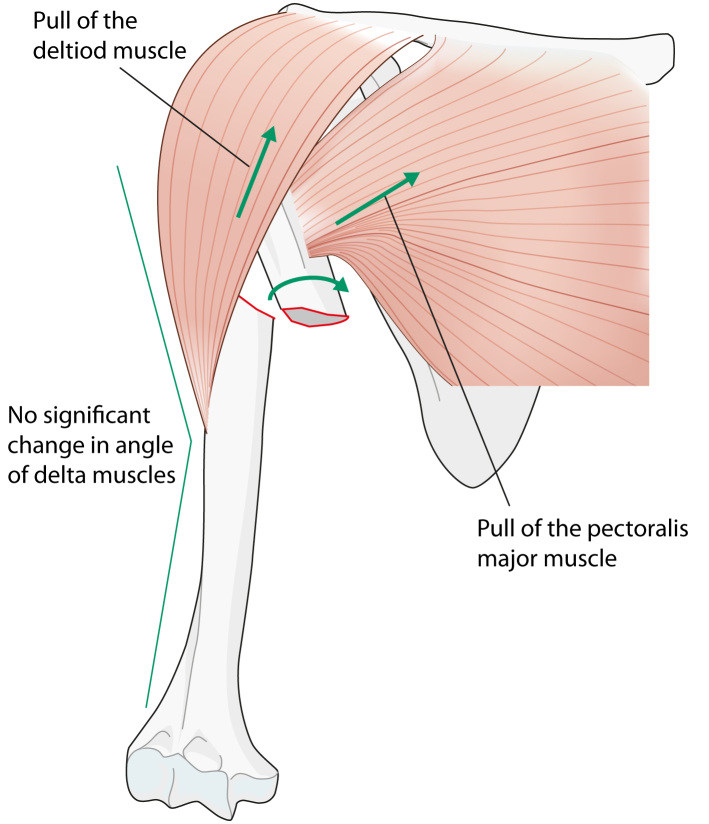 Pull of the
deltiod muscle
No significant
change in angle
of delta muscles
Pull of the pectoralis
major muscle